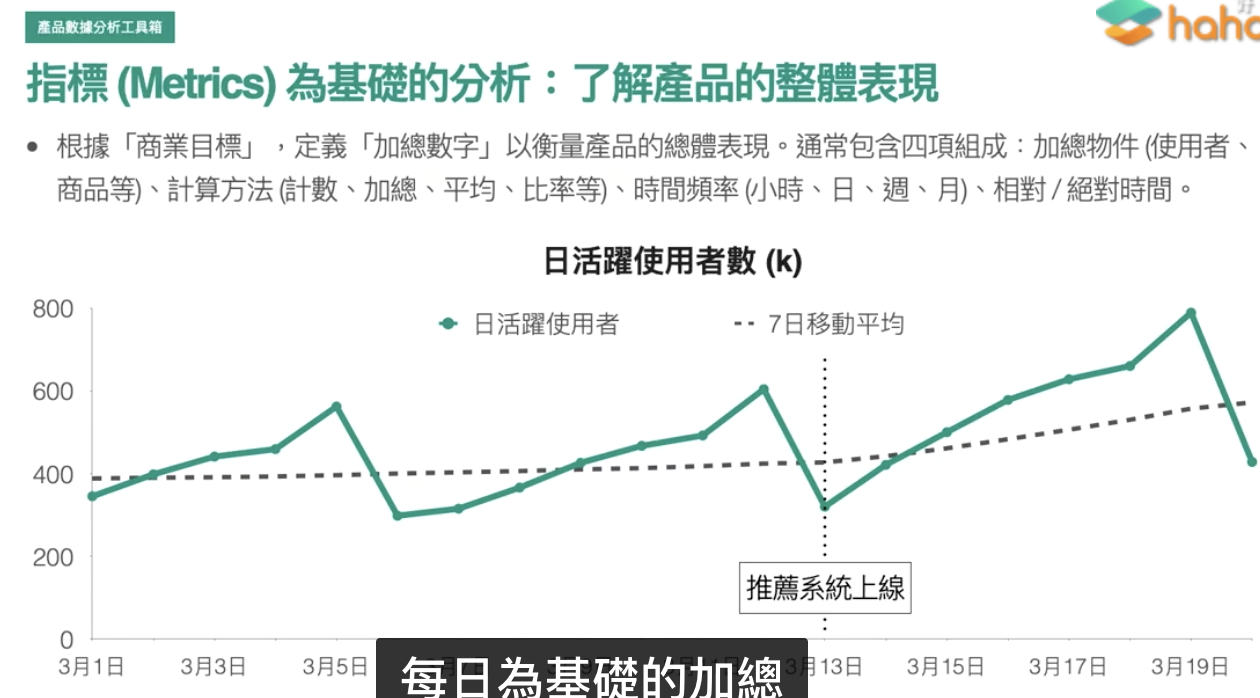 產品數據分析工具箱
好
haho
指標 (Metrics) 為基礎的分析：了解產品的整體表現
● 根據「商業目標」，定義「加總數字」以衡量產品的總體表現。通常包含四項組成：加總物件 (使用者、
商品等)、計算方法 (計數、加總、平均、比率等)、時間頻率 (小時、日、週、月)、相對 / 絕對時間。
日活躍使用者數 (k)
日活躍使用者
7日移動平均
800
600
400
200
0
推薦系統上線
3月1日
3月3日
3月5日
3月13日
3月15日
3月17日
3月19日
每日為基礎的加總